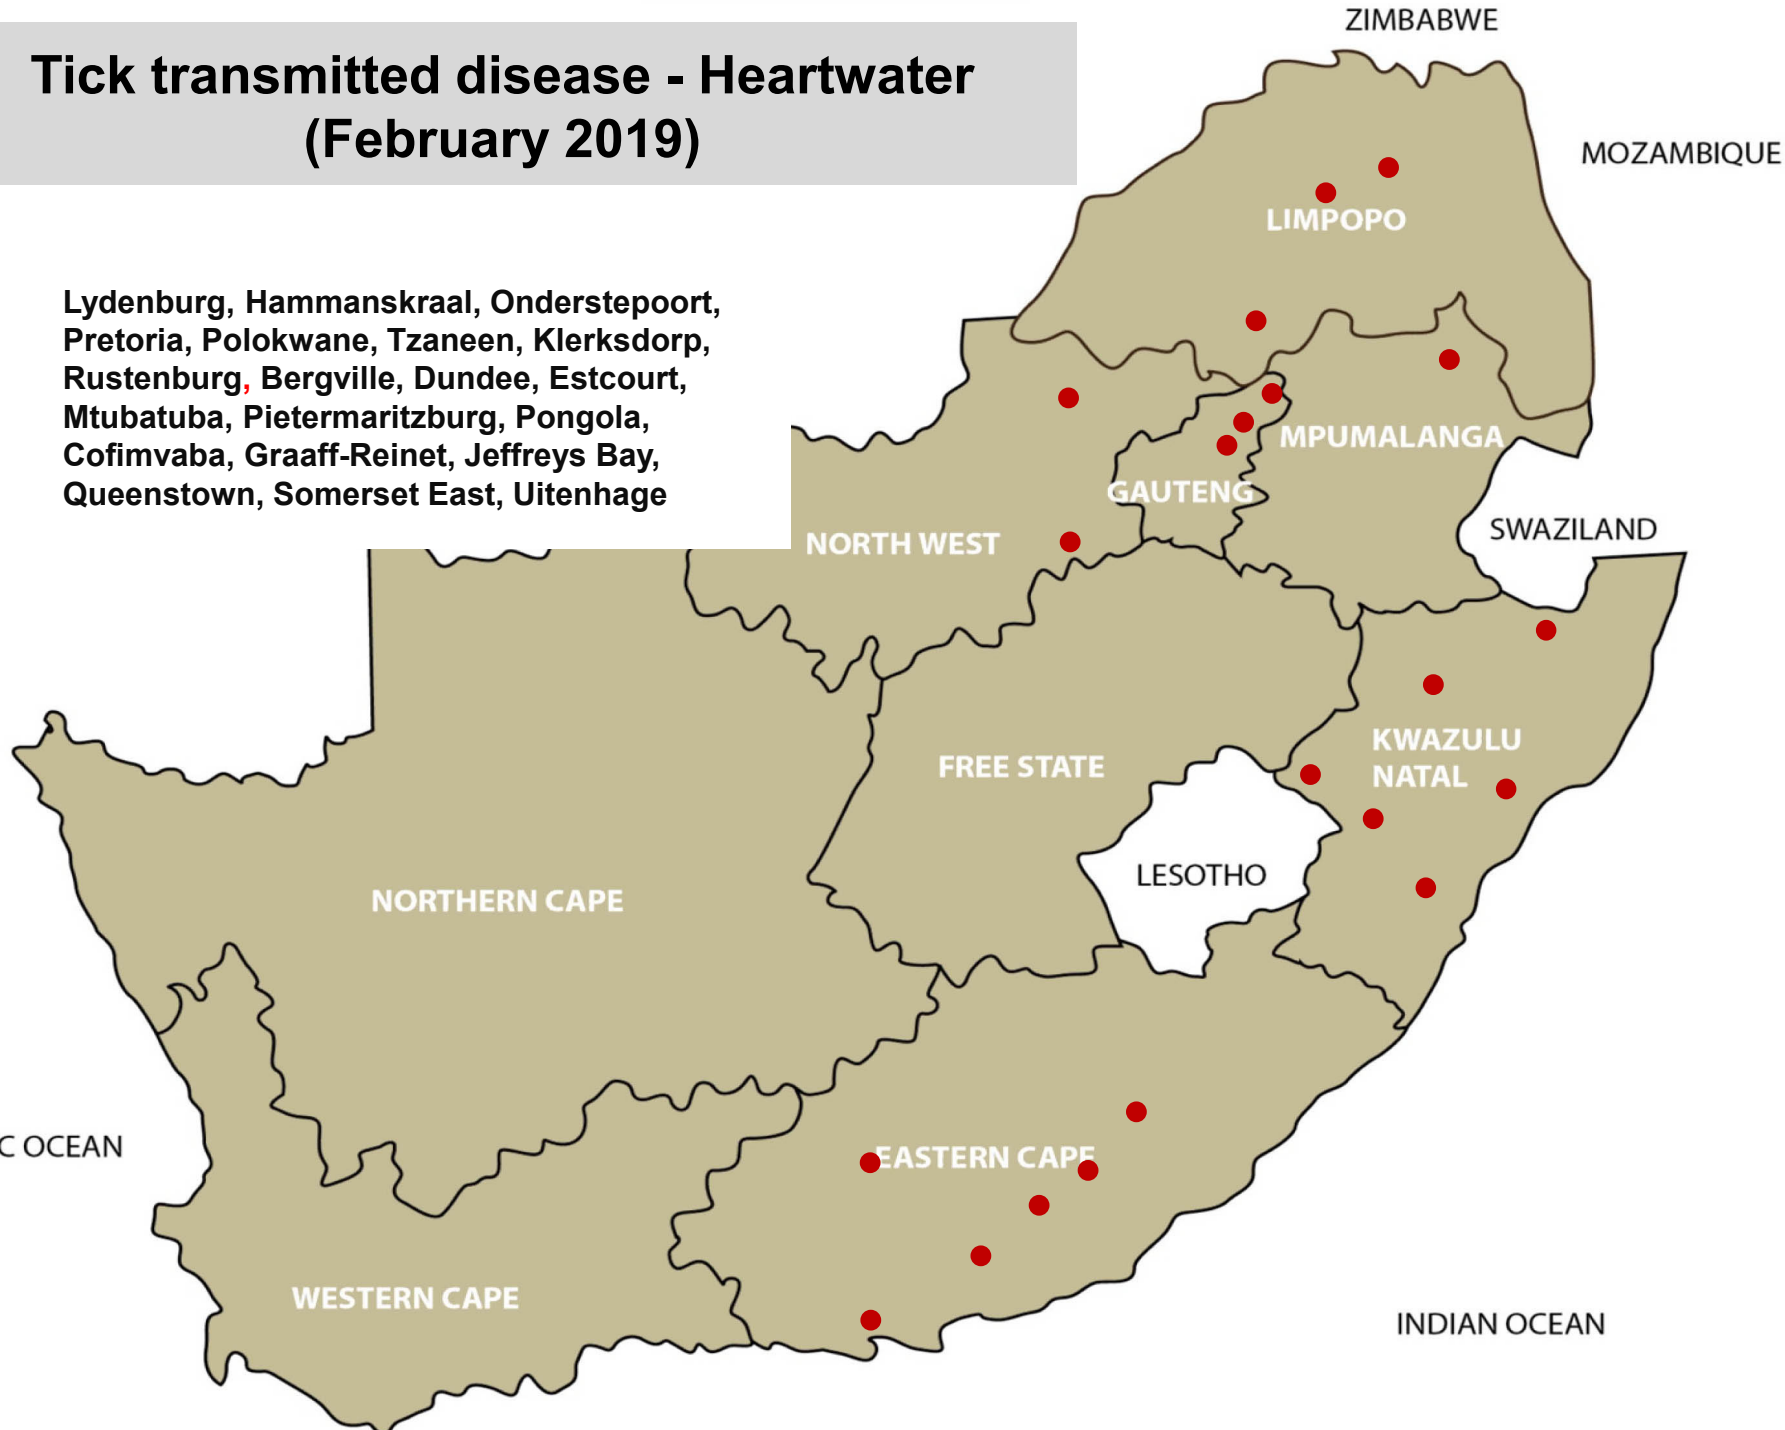 ZIMBABWE
Tick transmitted disease - Heartwater
(February 2019)
MOZAMBIQUE
LIMPOPO
Lydenburg, Hammanskraal, Onderstepoort,
Pretoria, Polokwane, Tzaneen, Klerksdorp,
Rustenburg, Bergville, Dundee, Estcourt,
Mtubatuba, Pietermaritzburg, Pongola,
Cofimvaba, Graaff-Reinet, Jeffreys Bay,
Queenstown, Somerset East, Uitenhage
MPUMALANGA
GAUTENG
SWAZILAND
NORTH WEST
KWAZULU
NATAL
FREE STATE
LESOTHO
NORTHERN CAPE
C OCEAN
EASTERN CAPE
WESTERN CAPE
INDIAN OCEAN